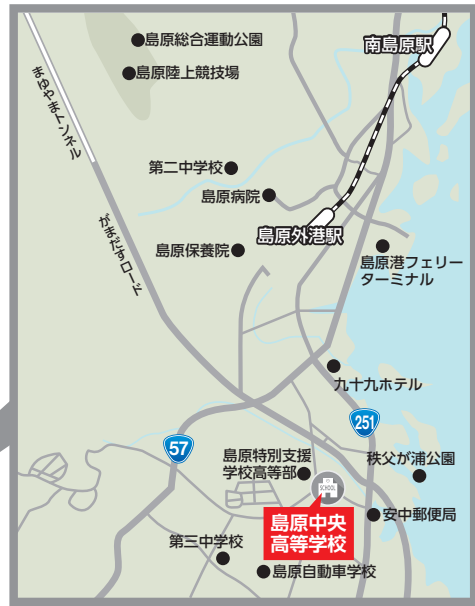 島原総合運動公園
南島原駅
島原陸上競技場
まゆやまトンネル
第二中学校
島原病院
島原外港駅
島原保養院
がまだすロード
島原港フェリー
ターミナル
九十九ホテル
251
57
島原特別支援
学校高等部
秩父が浦公園
SCHOOL
島原中央
高等学校
安中郵便局
第三中学校
島原自動車学校